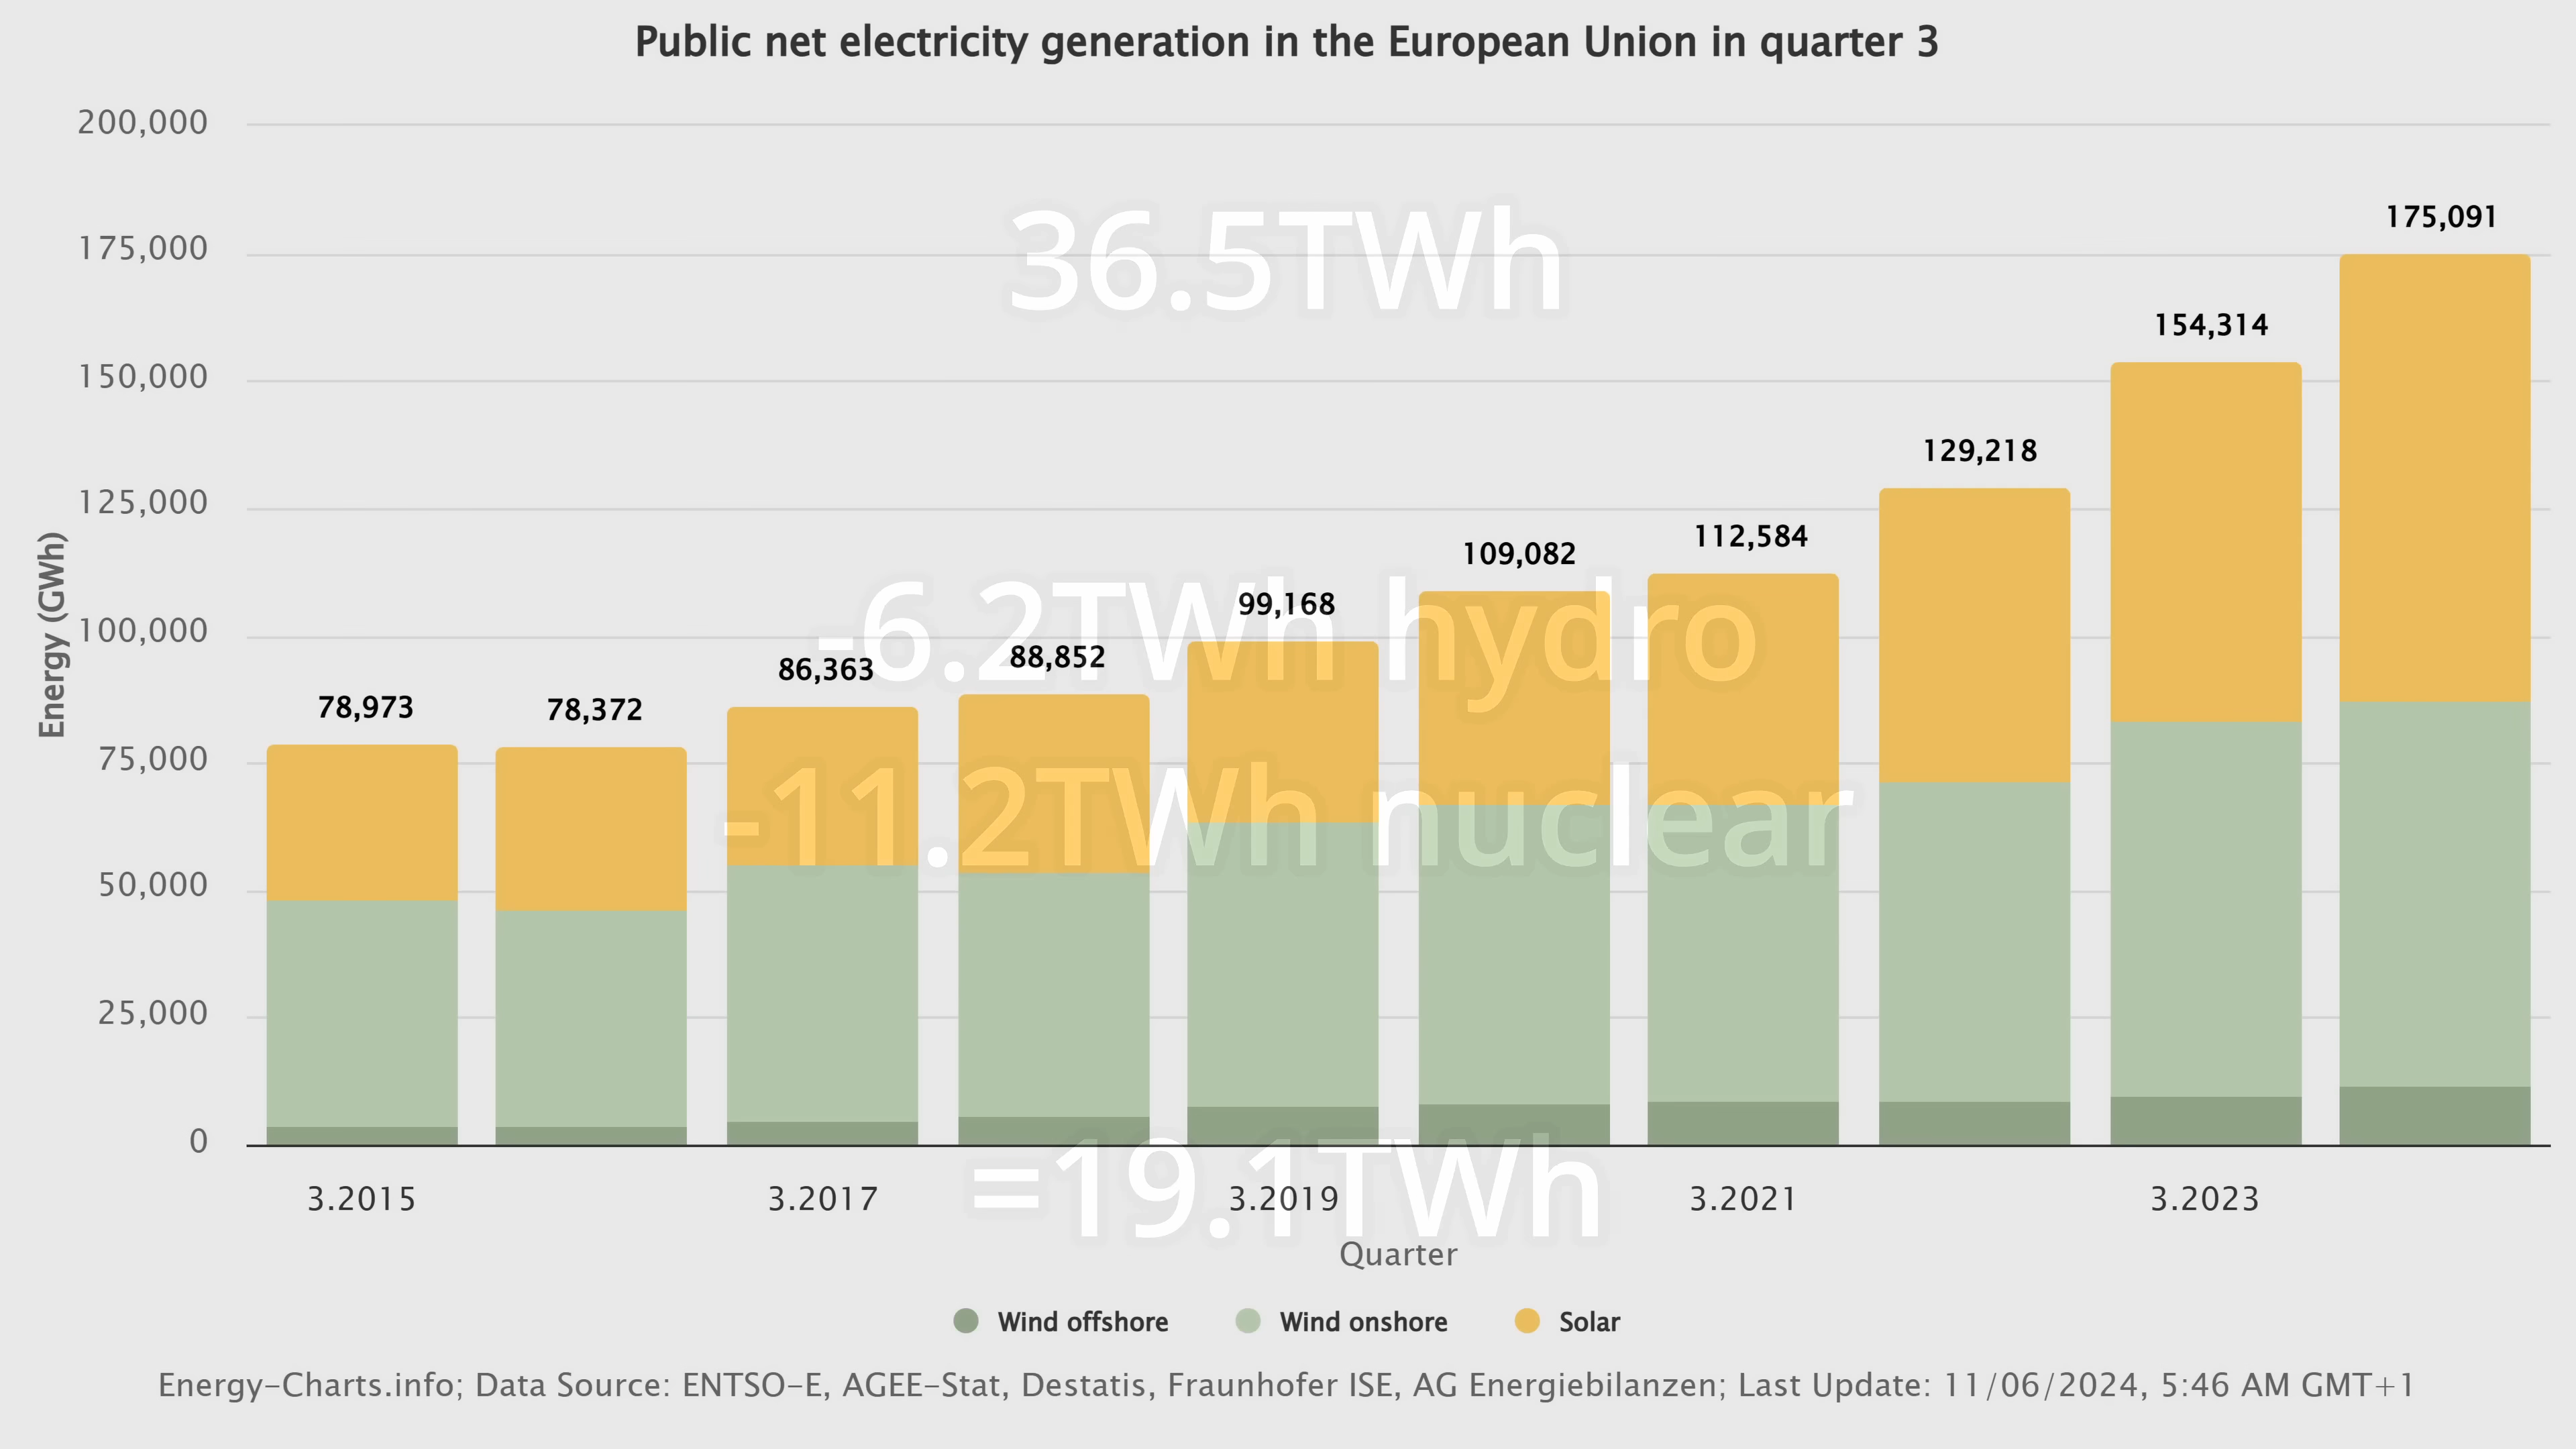 Public net electricity generation in the European Union in quarter 3
200,000
175,000
150,000
125,000
100,000
75,000
50,000
25,000
0
Energy (GWh)
36.5TWh
-6.2TWh hydro
-11.2TWh nuclear
=19.1TWh
78,973
78,372
86,363
88,852
99,168
109,082
112,584
129,218
154,314
175,091
3.2015 3.2017 3.2019 3.2021 3.2023
Quarter
Wind offshore Wind onshore Solar
Energy-Charts.info; Data Source: ENTSO-E, AGEE-Stat, Destatis, Fraunhofer ISE, AG Energiebilanzen; Last Update: 11/06/2024, 5:46 AM GMT+1